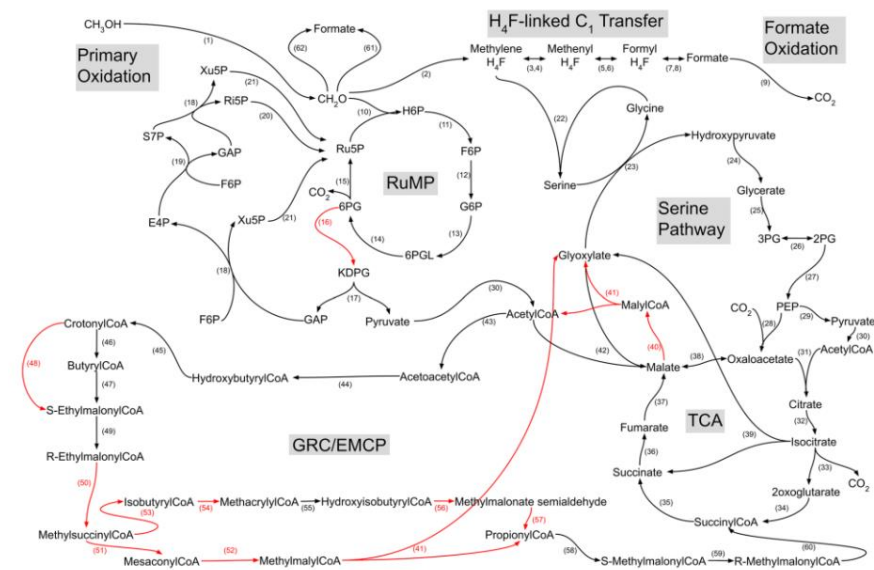 CH₃OH
Primary
Oxidation
(1)
Formate
(62)
(61)
CH₂O
H₄F-linked C₁ Transfer
(2)
Methylene
H₄F
(3,4)
Methenyl
H₄F
(5,6)
Formyl
H₄F
(7,8)
Formate
Formate
Oxidation
(9)
CO₂
Xu5P
(21)
(18)
Ri5P
(20)
S7P
GAP
(19)
F6P
E4P
Xu5P
(21)
(18)
F6P
GAP
(10)
H6P
(11)
Ru5P
F6P
RuMP
(12)
CO₂
(15)
6PG
G6P
(16)
(14)
(13)
6PGL
KDPG
(17)
Pyruvate
(30)
AcetylCoA
(22)
Glycine
Serine
(23)
Hydroxypyruvate
(24)
Glycerate
Serine
Pathway
(25)
3PG
2PG
(26)
(27)
Glyoxylate
(41)
MalylCoA
(40)
(42)
Malate
(38)
CO₂
PEP
(28)
(29)
Pyruvate
(30)
AcetylCoA
Oxaloacetate
(31)
Citrate
(32)
Isocitrate
(33)
CO₂
2oxoglutarate
(34)
SuccinylCoA
(35)
Succinate
(36)
Fumarate
(37)
TCA
(39)
CrotonylCoA
(48)
(46)
(45)
ButyrylCoA
(47)
HydroxybutyrylCoA
(44)
AcetoacetylCoA
(43)
S-EthylmalonylCoA
(49)
R-EthylmalonylCoA
GRC/EMCP
(50)
IsobutyrylCoA
(53)
(54)
MethacrylylCoA
(55)
HydroxyisobutyrylCoA
(56)
Methylmalonate semialdehyde
(57)
MethylsuccinylCoA
(51)
MesaconylCoA
(52)
MethylmalylCoA
(41)
PropionylCoA
(58)
S-MethylmalonylCoA
(59)
R-MethylmalonylCoA
(60)